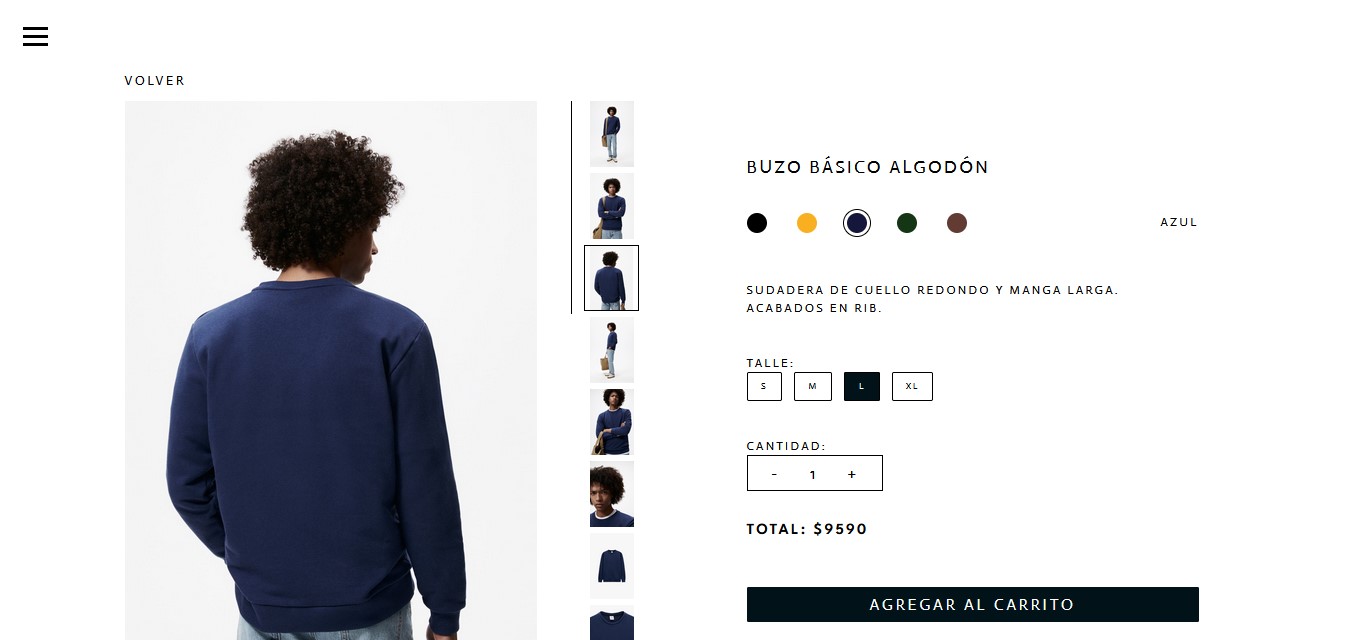 VOLVER
BUZO BÁSICO ALGODÓN
AZUL
SUDADERA DE CUELLO REDONDO Y MANGA LARGA.
ACABADOS EN RIB.
TALLE:
S M L XL
CANTIDAD:
- 1 +
TOTAL: $9590
AGREGAR AL CARRITO